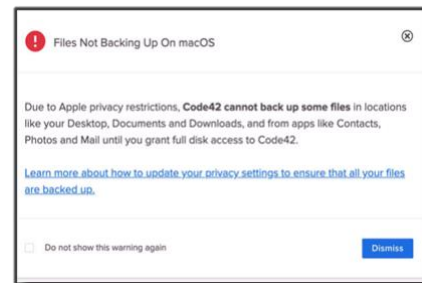 Files Not Backing Up On macOS
Due to Apple privacy restrictions, Code42 cannot back up some files in locations
like your Desktop, Documents and Downloads, and from apps like Contacts,
Photos and Mail until you grant full disk access to Code42.
Learn more about how to update your privacy settings to ensure that all your files
are backed up.
Do not show this warning again
Dismiss